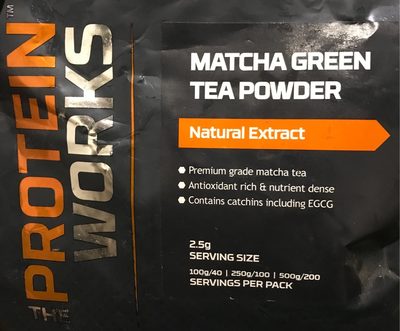 THE PROTEIN WORKS™
MATCHA GREEN
TEA POWDER
Natural Extract
Premium grade matcha tea
Antioxidant rich & nutrient dense
Contains catchins including EGCG
2.5g
SERVING SIZE
100g/40 | 250g/100 | 500g/200
SERVINGS PER PACK